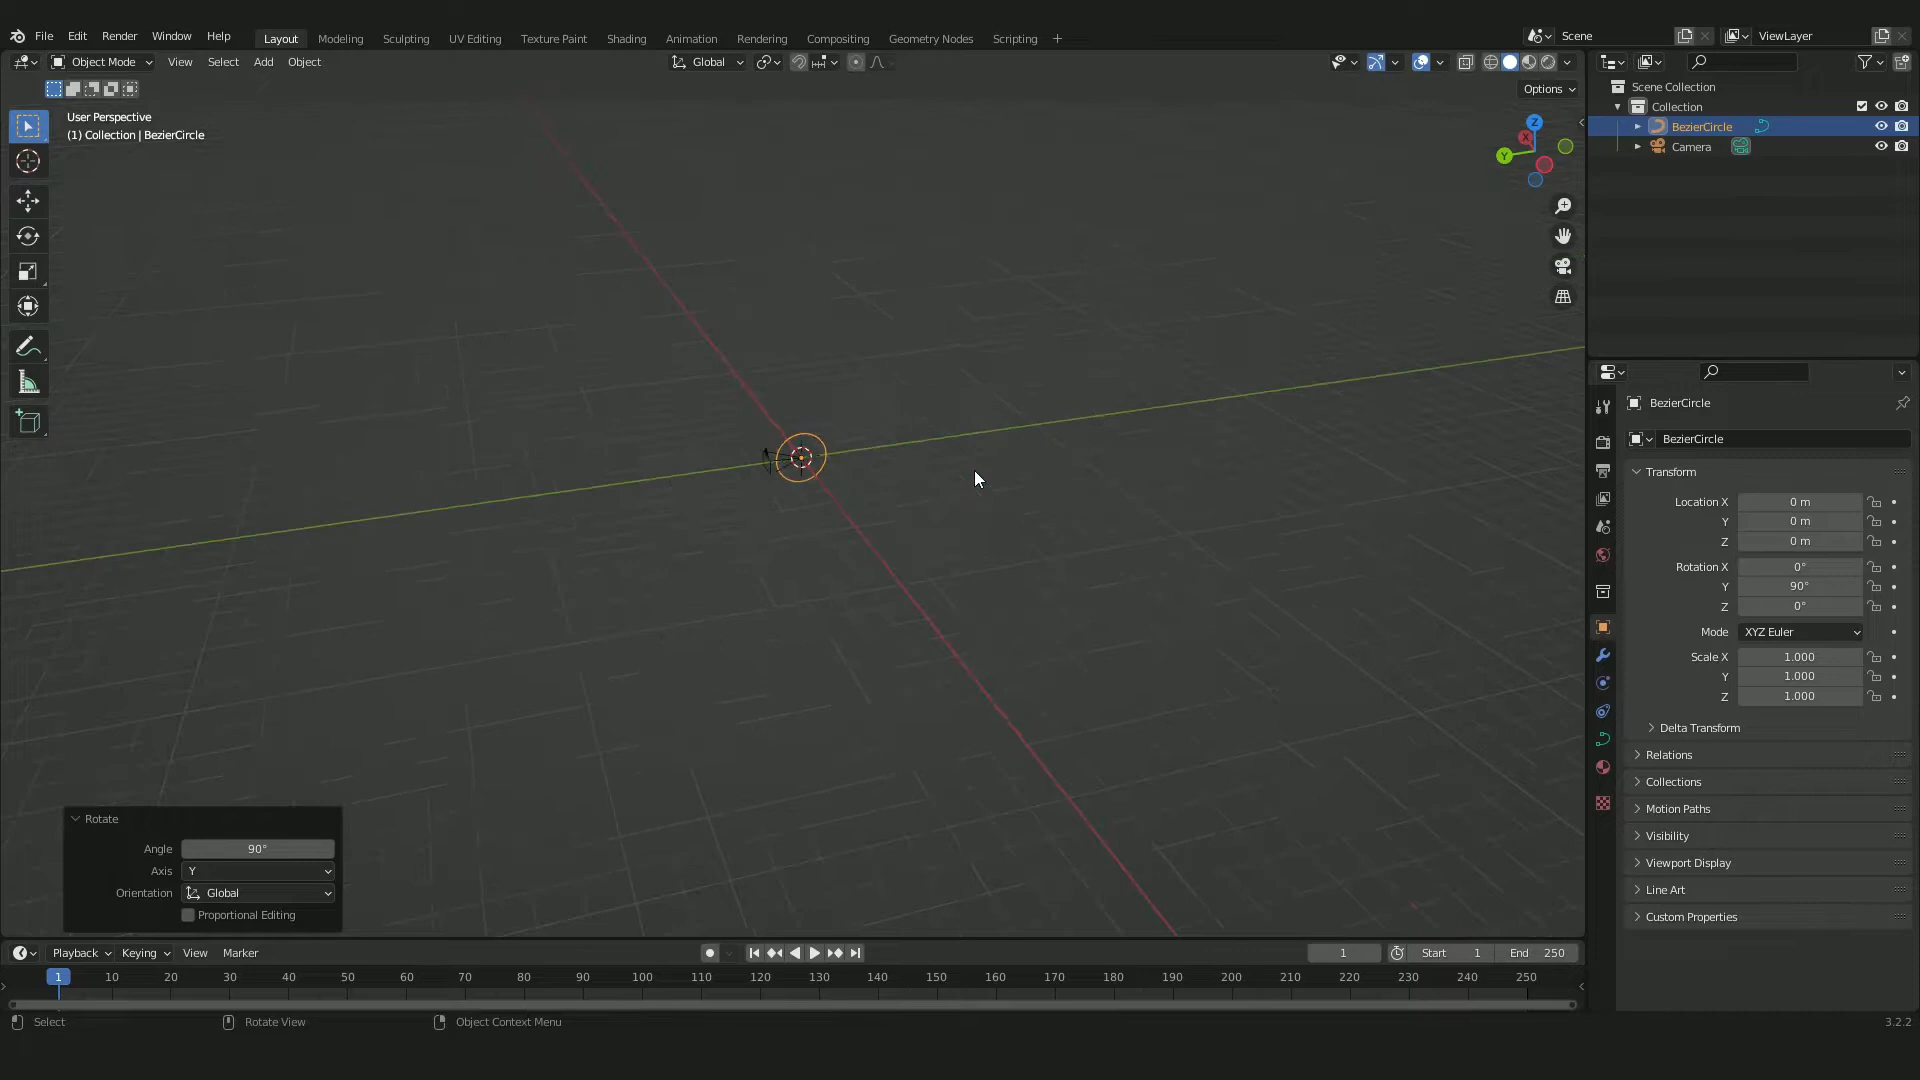 File Edit Render Window Help Layout Modeling Sculpting UV Editing Texture Paint Shading Animation Rendering Compositing Geometry Nodes Scripting + Scene ViewLayer
Object Mode View Select Add Object Global
Options
User Perspective
(1) Collection | BezierCircle
Z
X
Y
Scene Collection
Collection
BezierCircle
Camera
BezierCircle
BezierCircle
Transform
Location X 0 m
Y 0 m
Z 0 m
Rotation X 0°
Y 90°
Z 0°
Mode XYZ Euler
Scale X 1.000
Y 1.000
Z 1.000
Delta Transform
Relations
Collections
Motion Paths
Visibility
Viewport Display
Line Art
Custom Properties
Rotate
Angle 90°
Axis Y
Orientation Global
Proportional Editing
Playback Keying View Marker 1 Start 1 End 250
1 10 20 30 40 50 60 70 80 90 100 110 120 130 140 150 160 170 180 190 200 210 220 230 240 250
Select Rotate View Object Context Menu 3.2.2